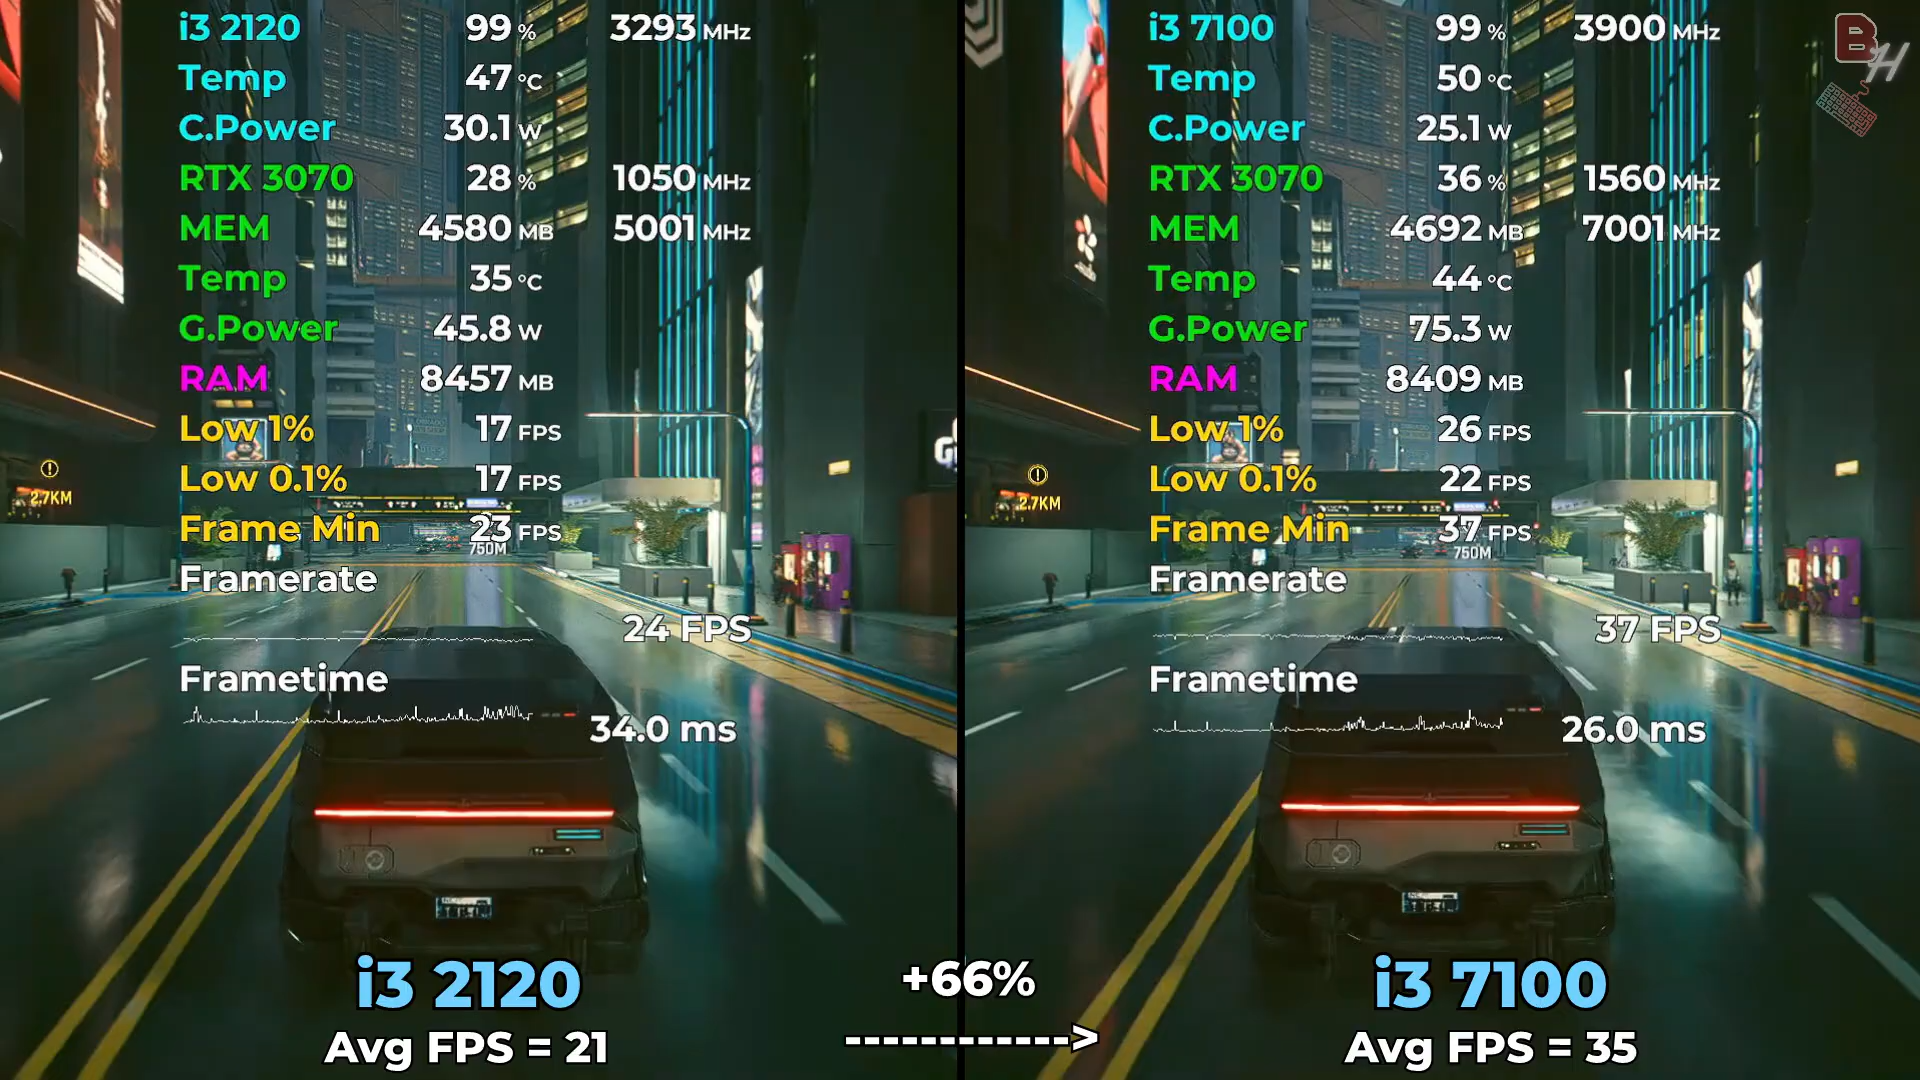 i3 2120 99 % 3293 MHz
Temp 47 °C
C.Power 30.1 W
RTX 3070 28 % 1050 MHz
MEM 4580 MB 5001 MHz
Temp 35 °C
G.Power 45.8 W
RAM 8457 MB
Low 1% 17 FPS
Low 0.1% 17 FPS
Frame Min 23 FPS
750M
2.7KM
Framerate
24 FPS
Frametime
34.0 ms
i3 2120
Avg FPS = 21
+66%
------------>
i3 7100 99 % 3900 MHz
Temp 50 °C
C.Power 25.1 W
RTX 3070 36 % 1560 MHz
MEM 4692 MB 7001 MHz
Temp 44 °C
G.Power 75.3 W
RAM 8409 MB
Low 1% 26 FPS
Low 0.1% 22 FPS
Frame Min 37 FPS
750M
2.7KM
Framerate
37 FPS
Frametime
26.0 ms
i3 7100
Avg FPS = 35
BH